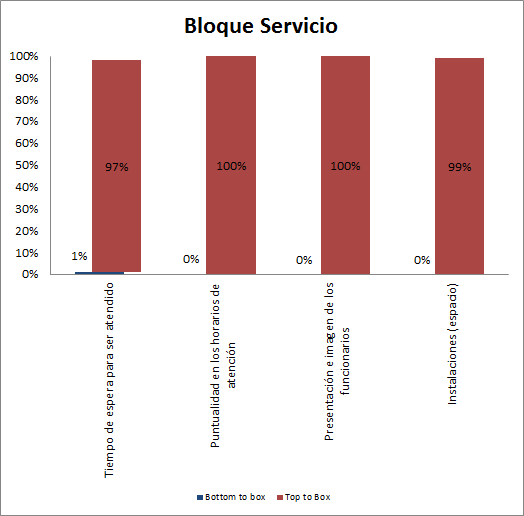 Bloque Servicio
100%
90%
80%
70%
60%
50%
40%
30%
20%
10%
0%
1%
97%
0%
100%
0%
100%
0%
99%
Tiempo de espera para ser atendido
Puntualidad en los horarios de
atención
Presentación e imagen de los
funcionarios
Instalaciones (espacio)
Bottom to box
Top to Box